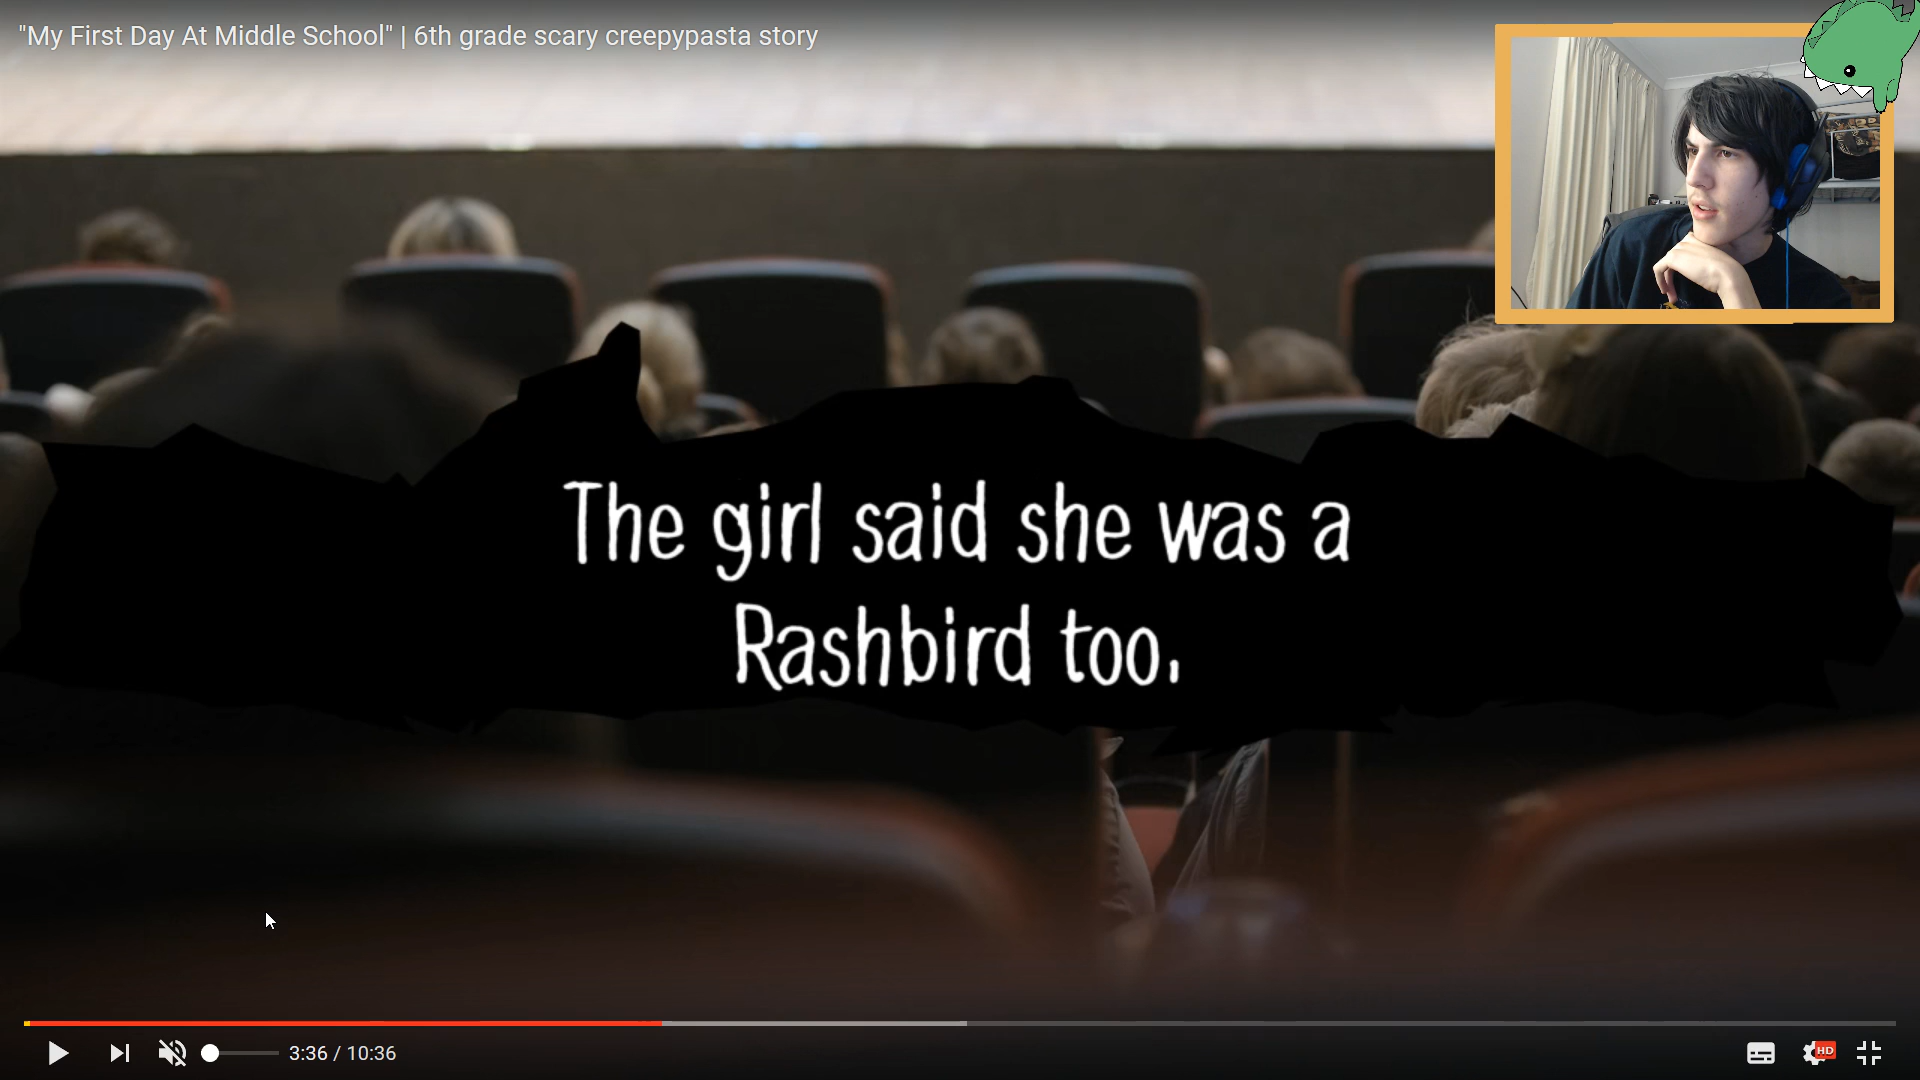 "My First Day At Middle School" | 6th grade scary creepypasta story
The girl said she was a
Rashbird too.
3:36 / 10:36
HD